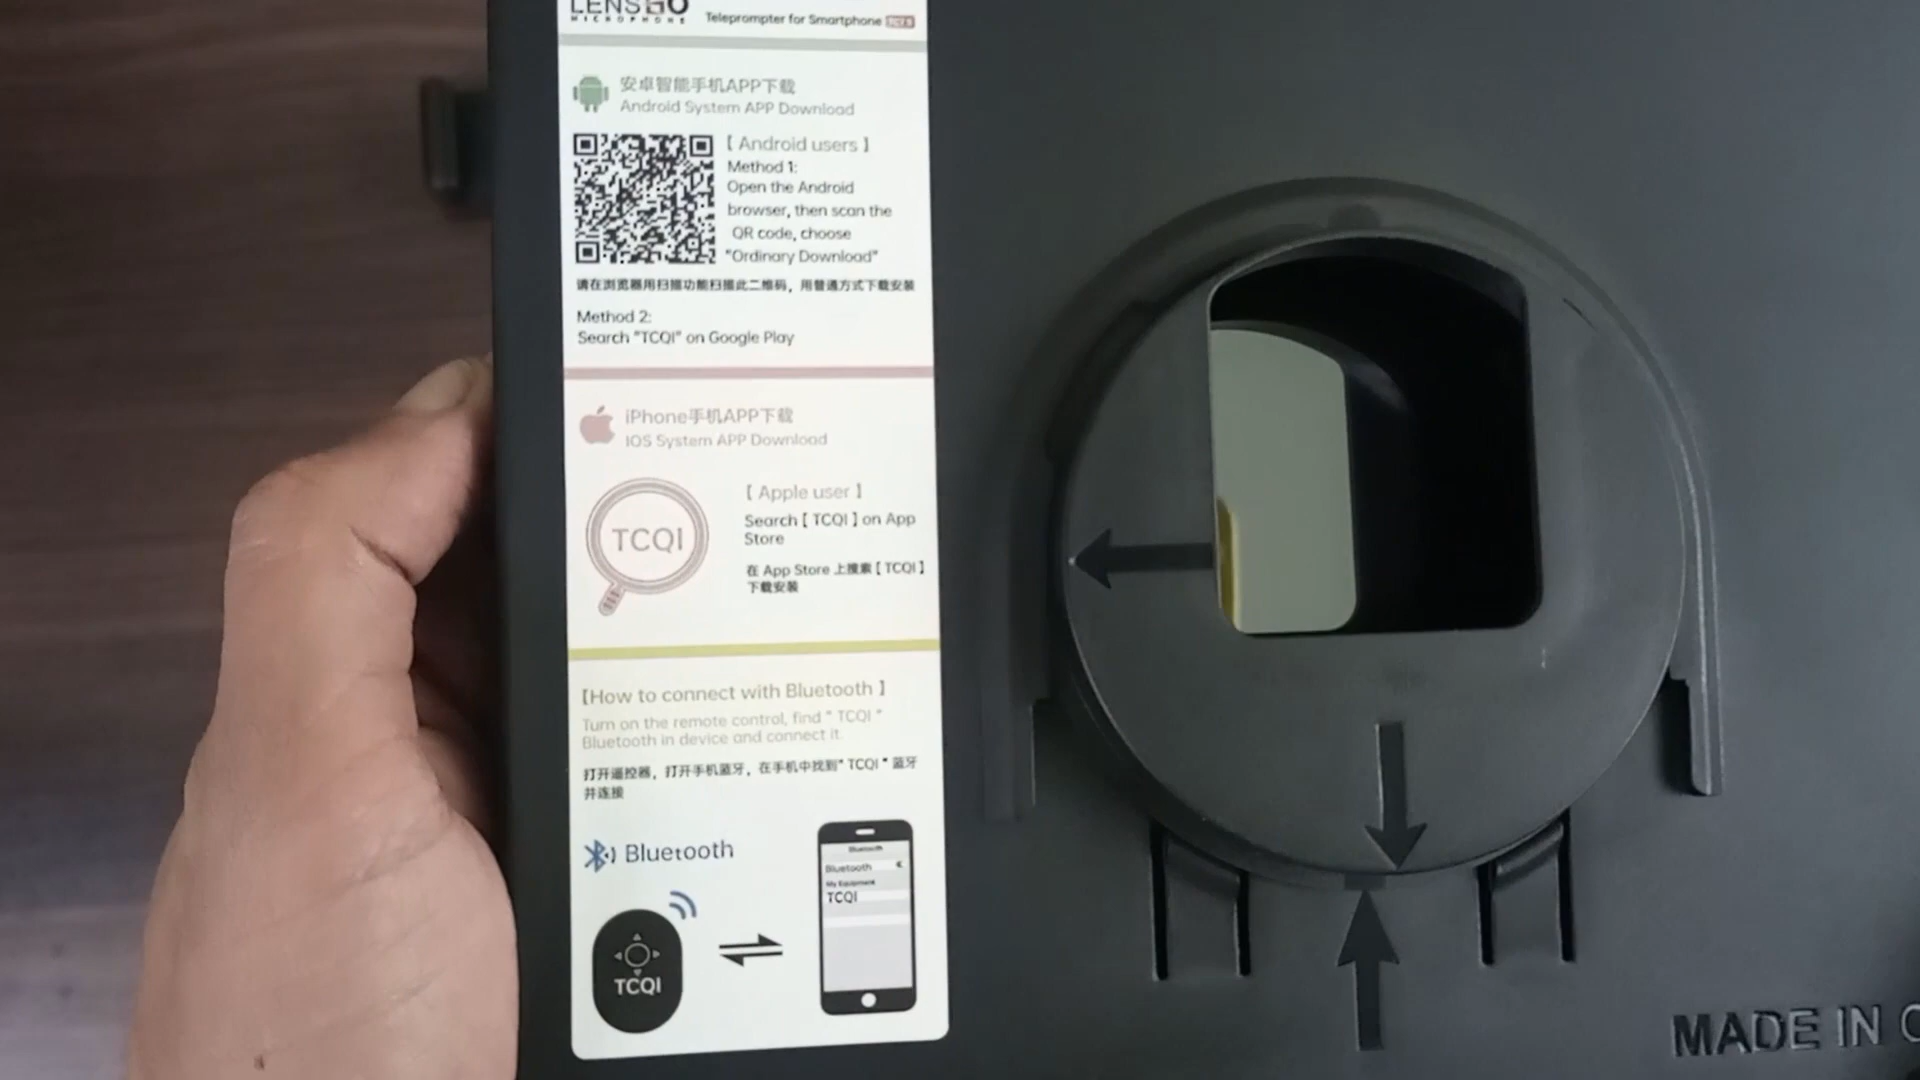 LENSGO
MICROPHONE
Teleprompter for Smartphone
安卓智能手机APP下载
Android System APP Download
【 Android users 】
Method 1:
Open the Android
browser, then scan the
QR code, choose
"Ordinary Download"
请在浏览器用扫描功能扫描此二维码，用普通方式下载安装
Method 2:
Search "TCQI" on Google Play
iPhone手机APP下载
IOS System APP Download
TCQI
【 Apple user 】
Search【 TCQI 】on App
Store
在 App Store 上搜索【 TCQI 】
下载安装
【How to connect with Bluetooth 】
Turn on the remote control, find " TCQI "
Bluetooth in device and connect it.
打开遥控器，打开手机蓝牙，在手机中找到" TCQI " 蓝牙
并连接
Bluetooth
Bluetooth
Bluetooth
My Equipment
TCQI
TCQI
MADE IN C